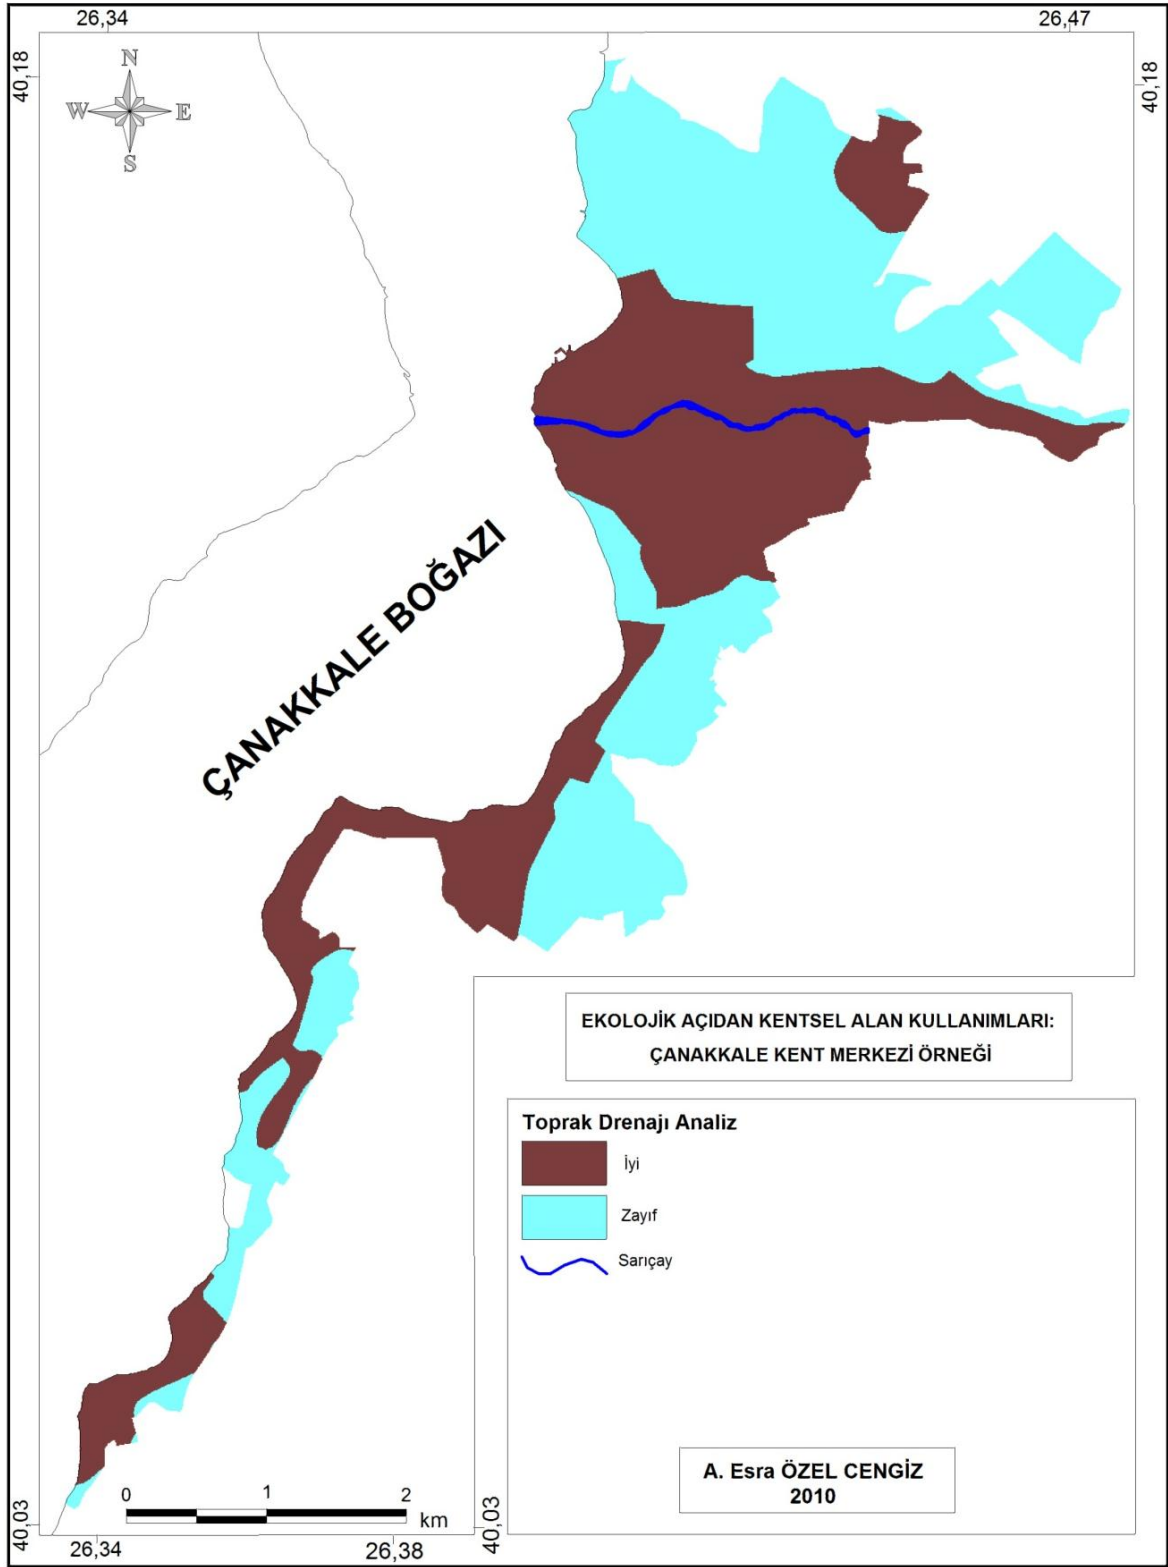 26,34
26,47
40,18
40,18
N
W
E
S
ÇANAKKALE BOĞAZI
EKOLOJİK AÇIDAN KENTSEL ALAN KULLANIMLARI:
ÇANAKKALE KENT MERKEZİ ÖRNEĞİ
Toprak Drenajı Analiz
İyi
Zayıf
Sarıçay
A. Esra ÖZEL CENGİZ
2010
0 1 2
km
40,03
40,03
26,34
26,38